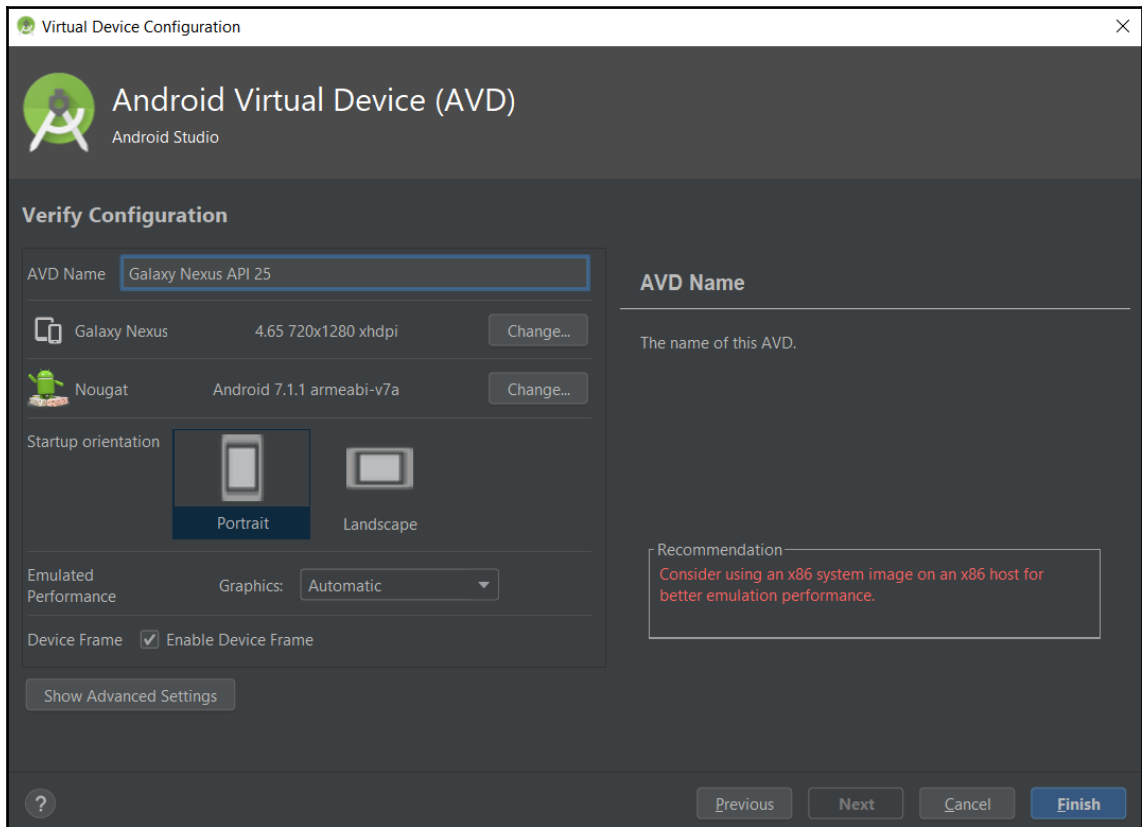 Virtual Device Configuration
Android Virtual Device (AVD)
Android Studio
Verify Configuration
AVD Name Galaxy Nexus API 25
Galaxy Nexus 4.65 720x1280 xhdpi Change...
Nougat Android 7.1.1 armeabi-v7a Change...
Startup orientation
Portrait Landscape
Emulated
Performance
Graphics: Automatic
Device Frame Enable Device Frame
Show Advanced Settings
AVD Name
The name of this AVD.
Recommendation
Consider using an x86 system image on an x86 host for
better emulation performance.
? Previous Next Cancel Finish